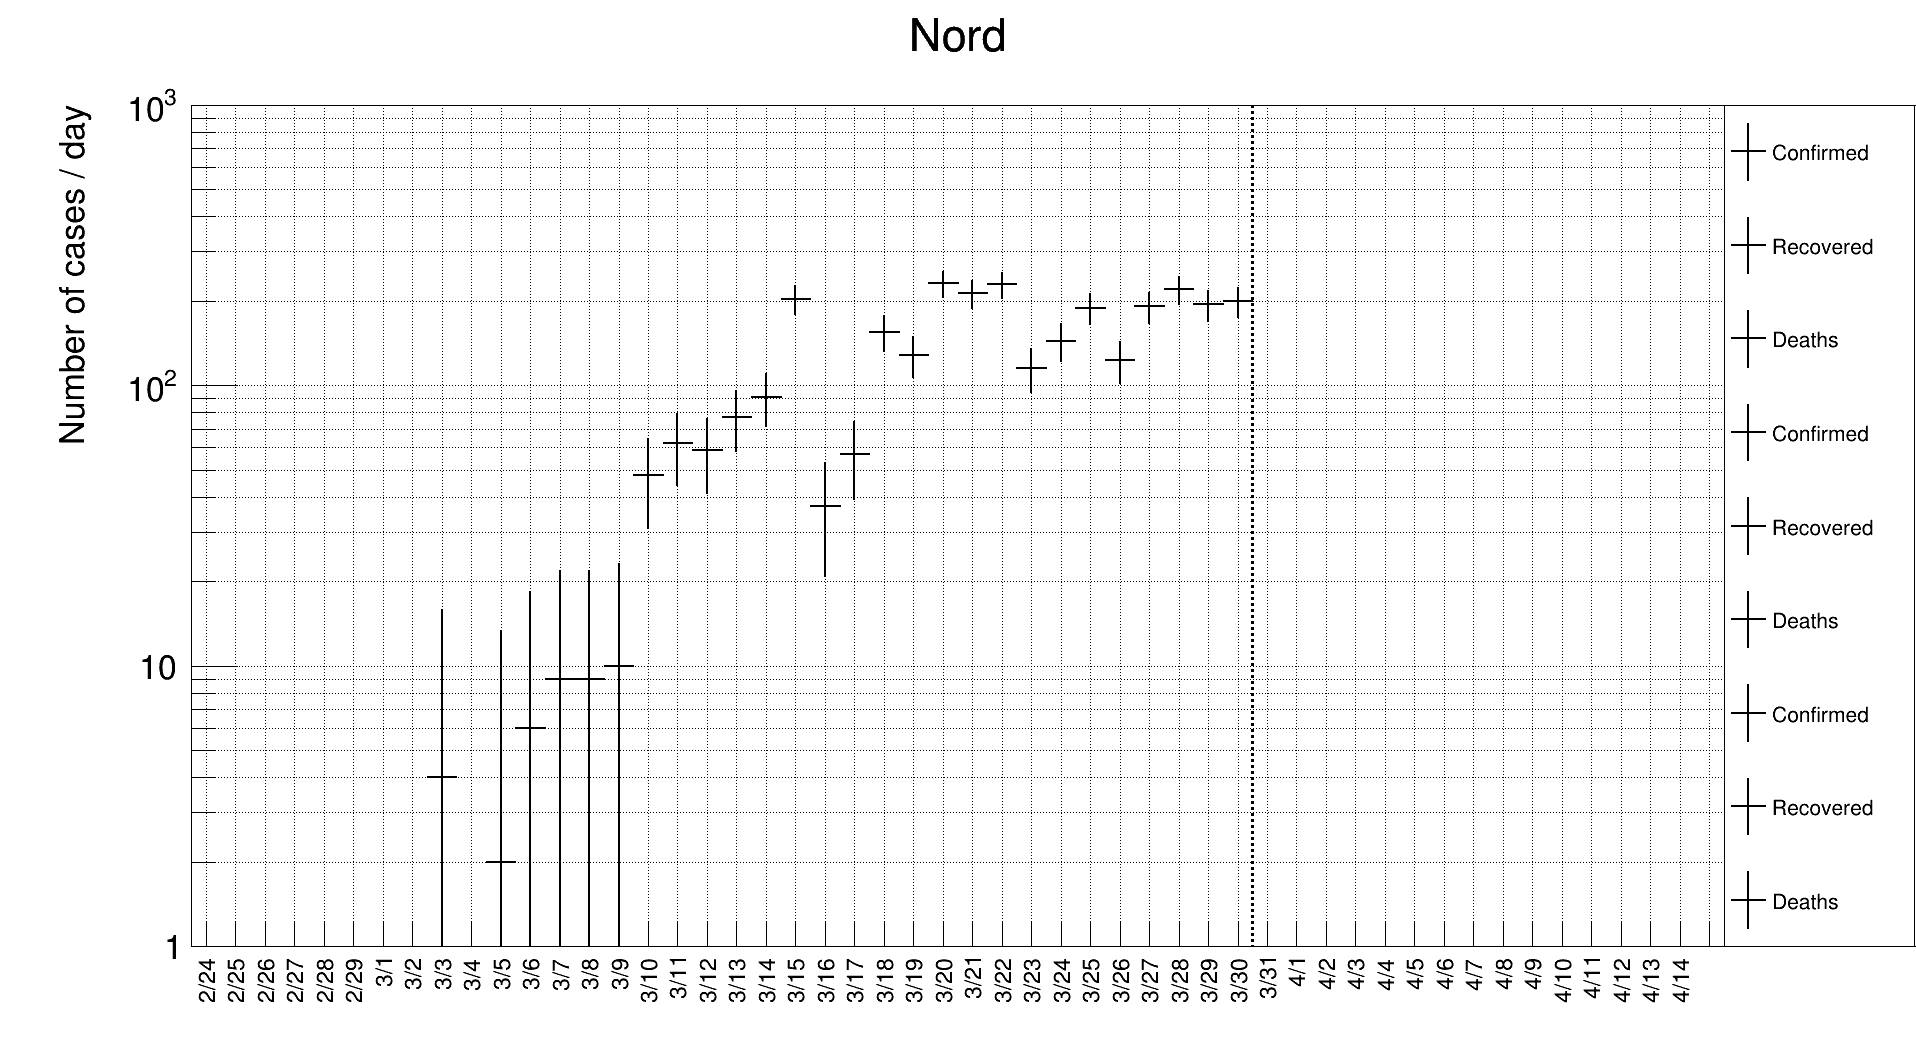 Nord
Number of cases / day
10³
10²
10
1
2/24 2/25 2/26 2/27 2/28 2/29 3/1 3/2 3/3 3/4 3/5 3/6 3/7 3/8 3/9 3/10 3/11 3/12 3/13 3/14 3/15 3/16 3/17 3/18 3/19 3/20 3/21 3/22 3/23 3/24 3/25 3/26 3/27 3/28 3/29 3/30 3/31 4/1 4/2 4/3 4/4 4/5 4/6 4/7 4/8 4/9 4/10 4/11 4/12 4/13 4/14
Confirmed
Recovered
Deaths
Confirmed
Recovered
Deaths
Confirmed
Recovered
Deaths